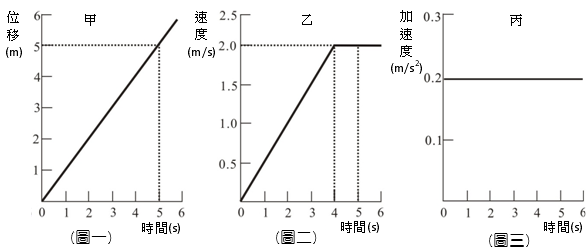 位移
(m)
甲
6
5
4
3
2
1
0 1 2 3 4 5 6
時間(s)
(圖一)
速度
(m/s)
乙
2.5
2.0
1.5
1.0
0.5
0 1 2 3 4 5 6
時間(s)
(圖二)
加速度
(m/s²)
丙
0.3
0.2
0.1
0 1 2 3 4 5 6
時間(s)
(圖三)